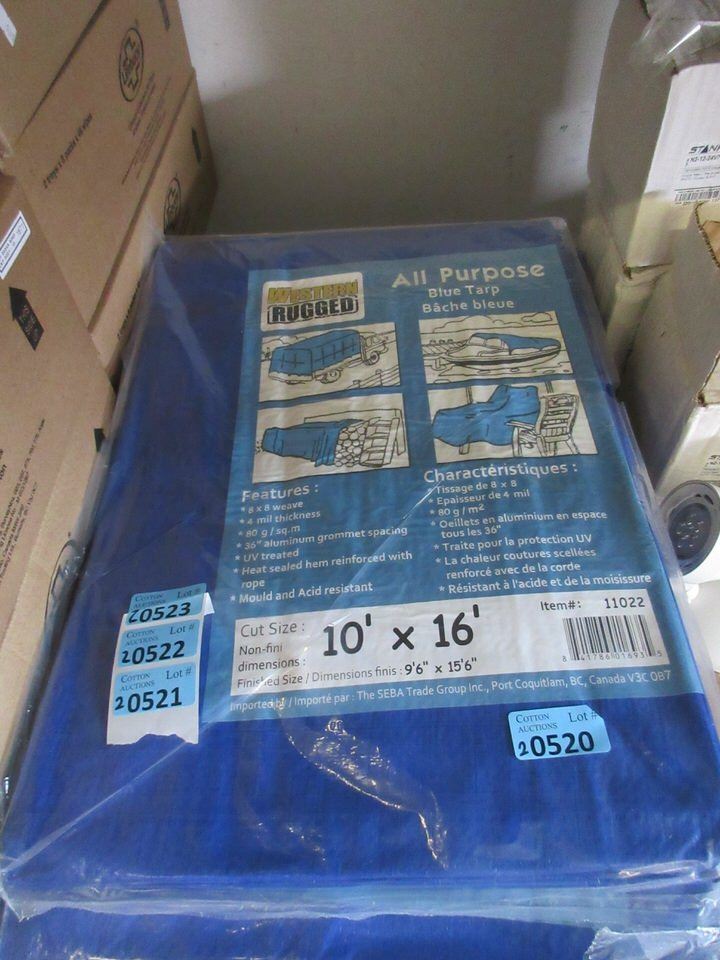 WESTERN
RUGGED
All Purpose
Blue Tarp
Bâche bleue
Features :
* 8 x 8 weave
* 4 mil thickness
* 80 g / sq.m
* 36" aluminum grommet spacing
* UV treated
* Heat sealed hem reinforced with
rope
* Mould and Acid resistant
Charactéristiques :
* Tissage de 8 x 8
* Epaisseur de 4 mil
* 80 g / m²
* Oeillets en aluminium en espace
tous les 36"
* Traite pour la protection UV
* La chaleur coutures scellées
renforcé avec de la corde
* Résistant à l'acide et de la moisissure
Cut Size :
Non-fini
dimensions :
10' x 16'
Item#: 11022
Finished Size / Dimensions finis : 9'6" x 15'6"
Imported by / Importé par : The SEBA Trade Group Inc., Port Coquitlam, BC, Canada V3C 0B7
COTTON
AUCTIONS
Lot #
20523
COTTON
AUCTIONS
Lot #
20522
COTTON
AUCTIONS
Lot #
20521
COTTON
AUCTIONS
Lot #
20520